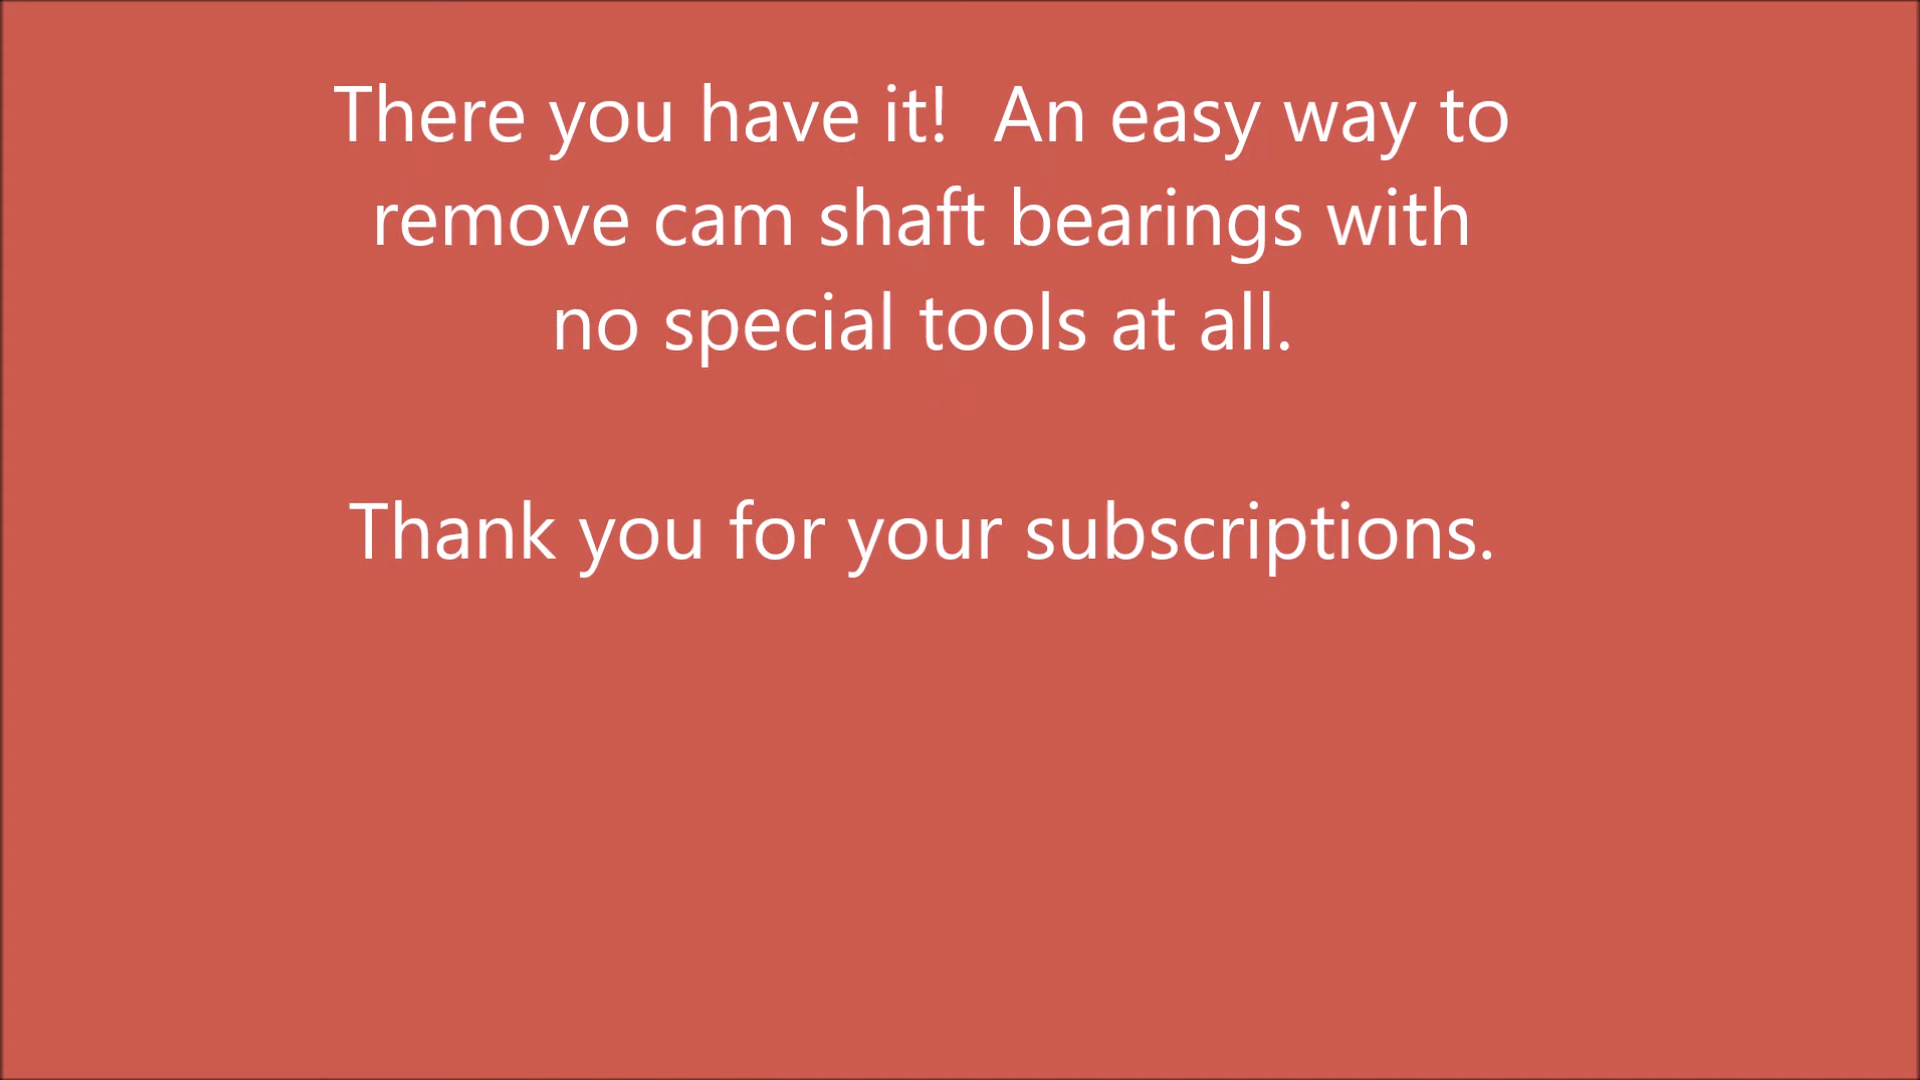 There you have it!  An easy way to
remove cam shaft bearings with
no special tools at all.
Thank you for your subscriptions.